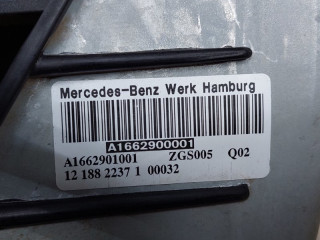 Mercedes-Benz Werk Hamburg
A1662900001
A1662901001 ZGS005 Q02
12 188 2237 1 00032